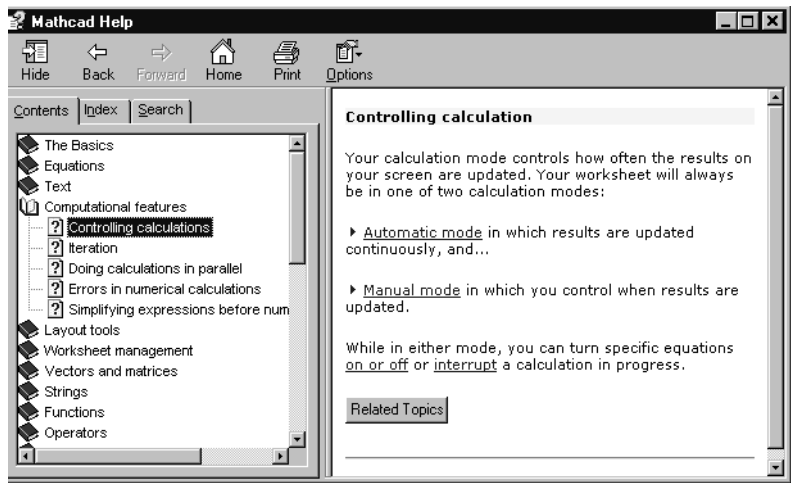 Mathcad Help
Hide Back Forward Home Print Options
Contents Index Search
The Basics
Equations
Text
Computational features
Controlling calculations
Iteration
Doing calculations in parallel
Errors in numerical calculations
Simplifying expressions before num
Layout tools
Worksheet management
Vectors and matrices
Strings
Functions
Operators
Controlling calculation
Your calculation mode controls how often the results on
your screen are updated. Your worksheet will always
be in one of two calculation modes:
Automatic mode in which results are updated
continuously, and...
Manual mode in which you control when results are
updated.
While in either mode, you can turn specific equations
on or off or interrupt a calculation in progress.
Related Topics